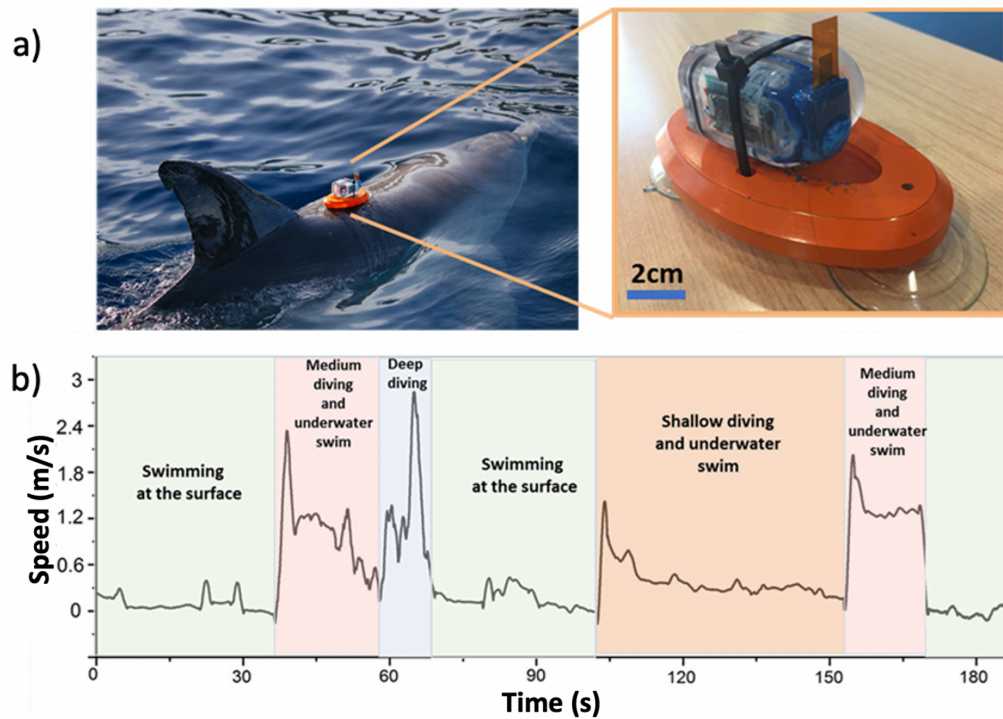 a)
2cm
b)
Speed (m/s)
3
2.4
1.8
1.2
0.6
0
Swimming
at the surface
Medium
diving
and
underwater
swim
Deep
diving
Swimming
at the surface
Shallow diving
and underwater
swim
Medium
diving
and
underwater
swim
0
30
60
90
120
150
180
Time (s)